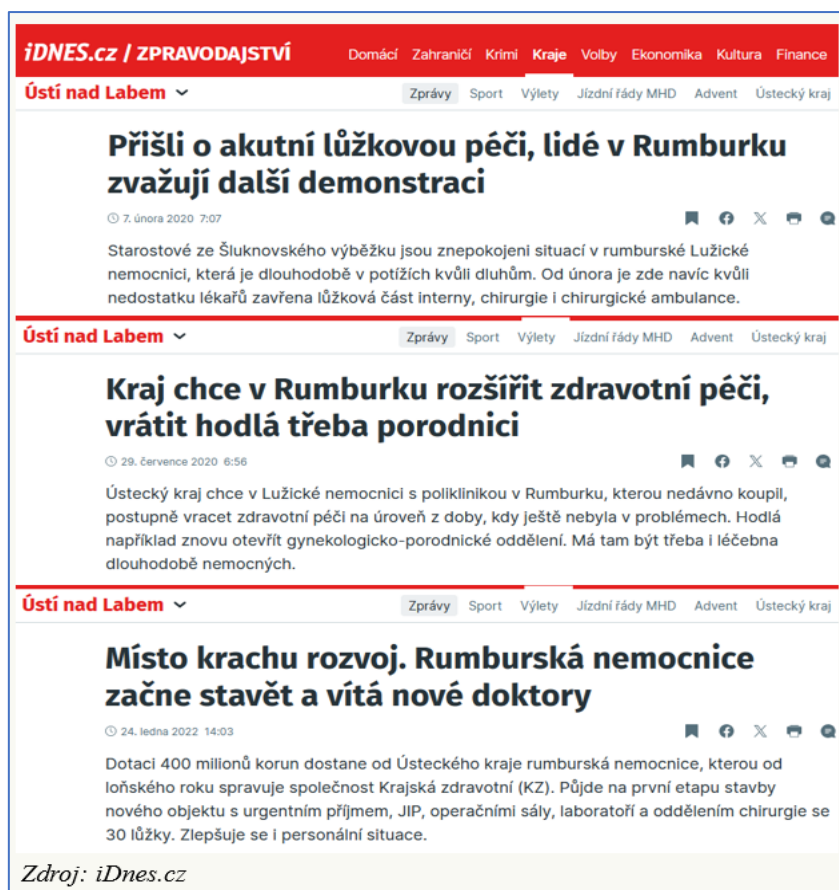 iDNES.cz / ZPRAVODAJSTVÍ Domácí Zahraničí Krimi Kraje Volby Ekonomika Kultura Finance
Ústí nad Labem Zprávy Sport Výlety Jízdní řády MHD Advent Ústecký kraj
Přišli o akutní lůžkovou péči, lidé v Rumburku
zvažují další demonstraci
7. února 2020 7:07
Starostové ze Šluknovského výběžku jsou znepokojeni situací v rumburské Lužické
nemocnici, která je dlouhodobě v potížích kvůli dluhům. Od února je zde navíc kvůli
nedostatku lékařů zavřena lůžková část interny, chirurgie i chirurgické ambulance.
Ústí nad Labem Zprávy Sport Výlety Jízdní řády MHD Advent Ústecký kraj
Kraj chce v Rumburku rozšířit zdravotní péči,
vrátit hodlá třeba porodnici
29. července 2020 6:56
Ústecký kraj chce v Lužické nemocnici s poliklinikou v Rumburku, kterou nedávno koupil,
postupně vracet zdravotní péči na úroveň z doby, kdy ještě nebyla v problémech. Hodlá
například znovu otevřít gynekologicko-porodnické oddělení. Má tam být třeba i léčebna
dlouhodobě nemocných.
Ústí nad Labem Zprávy Sport Výlety Jízdní řády MHD Advent Ústecký kraj
Místo krachu rozvoj. Rumburská nemocnice
začne stavět a vítá nové doktory
24. ledna 2022 14:03
Dotaci 400 milionů korun dostane od Ústeckého kraje rumburská nemocnice, kterou od
loňského roku spravuje společnost Krajská zdravotní (KZ). Půjde na první etapu stavby
nového objektu s urgentním příjmem, JIP, operačními sály, laboratoří a oddělením chirurgie se
30 lůžky. Zlepšuje se i personální situace.
Zdroj: iDnes.cz